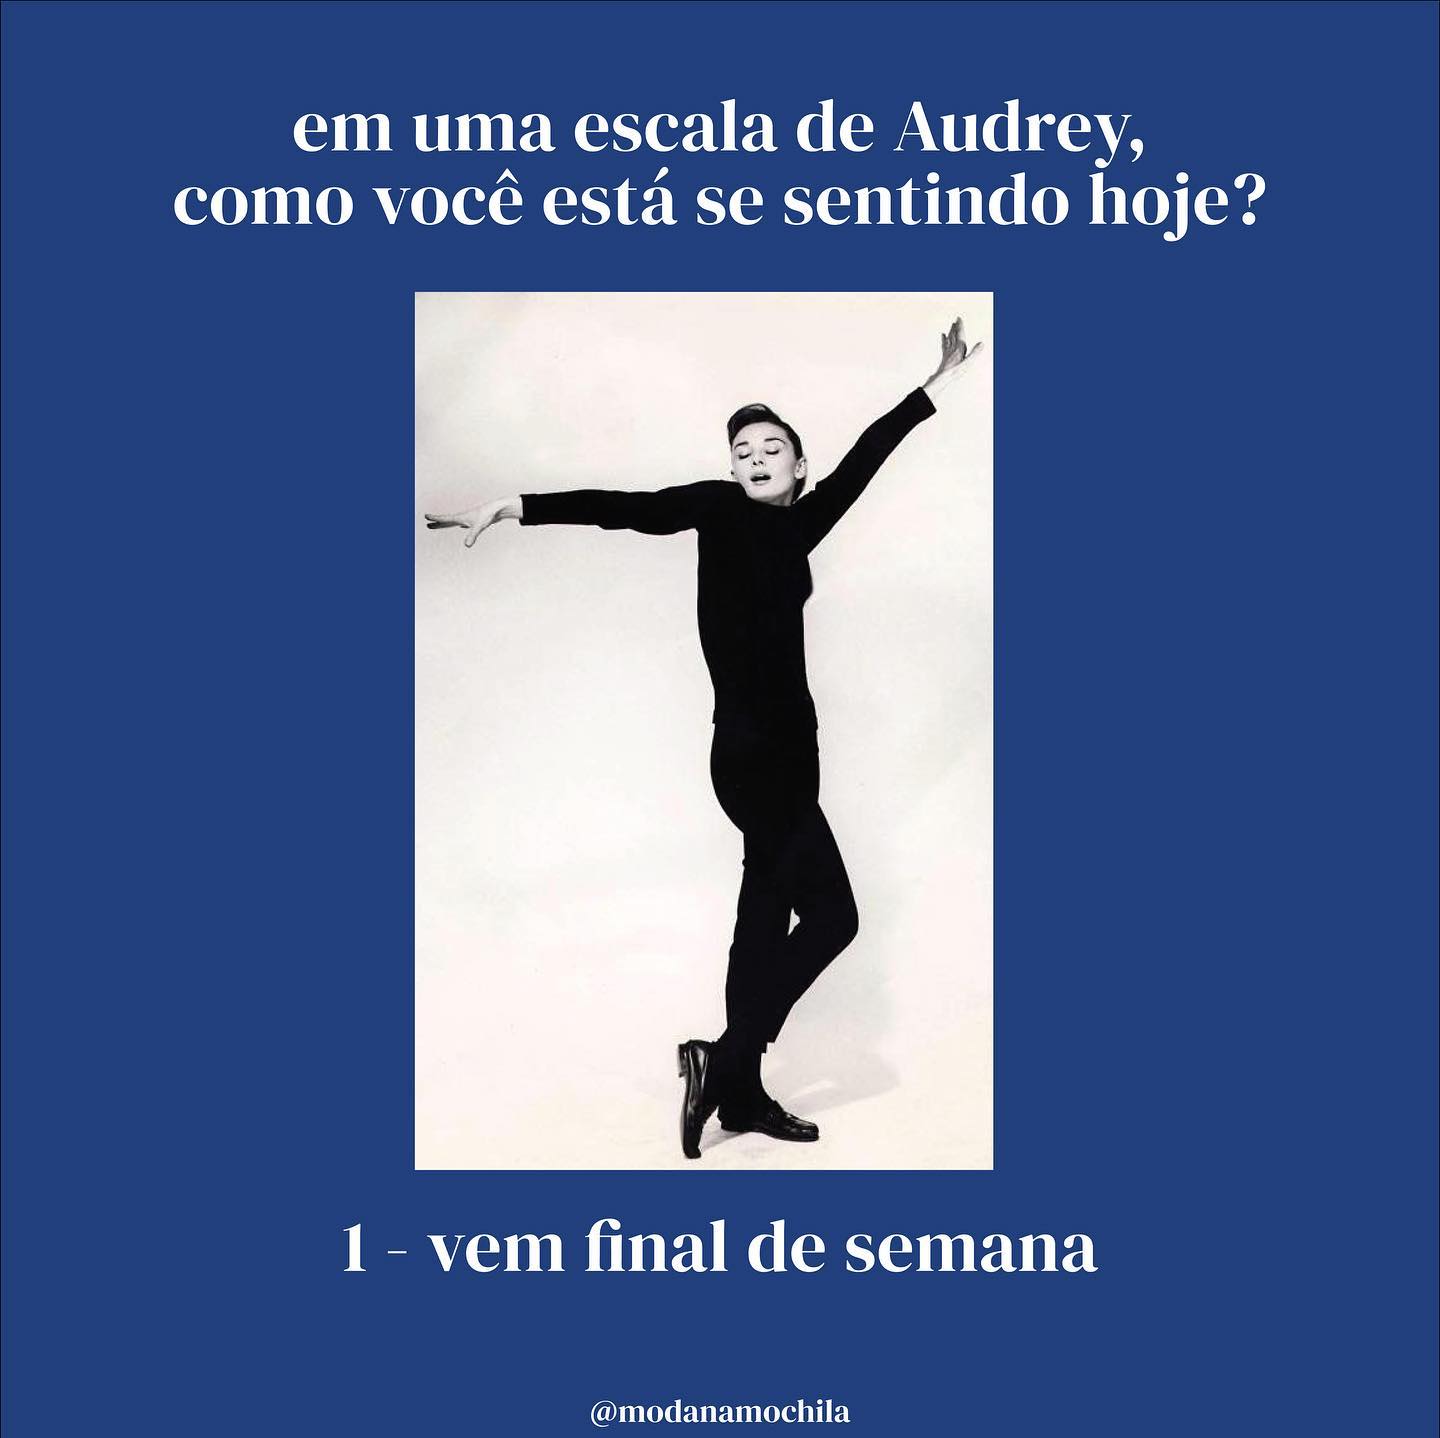 em uma escala de Audrey,
como você está se sentindo hoje?
1 - vem final de semana
@modanamochila